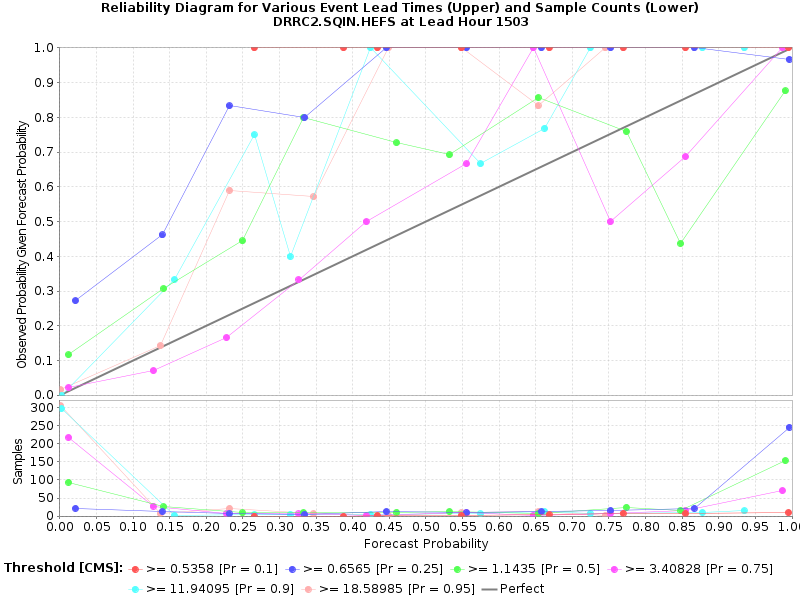 Reliability Diagram for Various Event Lead Times (Upper) and Sample Counts (Lower)
DRRC2.SQIN.HEFS at Lead Hour 1503
Observed Probability Given Forecast Probability
1.0
0.9
0.8
0.7
0.6
0.5
0.4
0.3
0.2
0.1
0.0
Samples
300
250
200
150
100
50
0
0.00 0.05 0.10 0.15 0.20 0.25 0.30 0.35 0.40 0.45 0.50 0.55 0.60 0.65 0.70 0.75 0.80 0.85 0.90 0.95 1.00
Forecast Probability
Threshold [CMS]: >= 0.5358 [Pr = 0.1] >= 0.6565 [Pr = 0.25] >= 1.1435 [Pr = 0.5] >= 3.40828 [Pr = 0.75]
>= 11.94095 [Pr = 0.9] >= 18.58985 [Pr = 0.95] Perfect